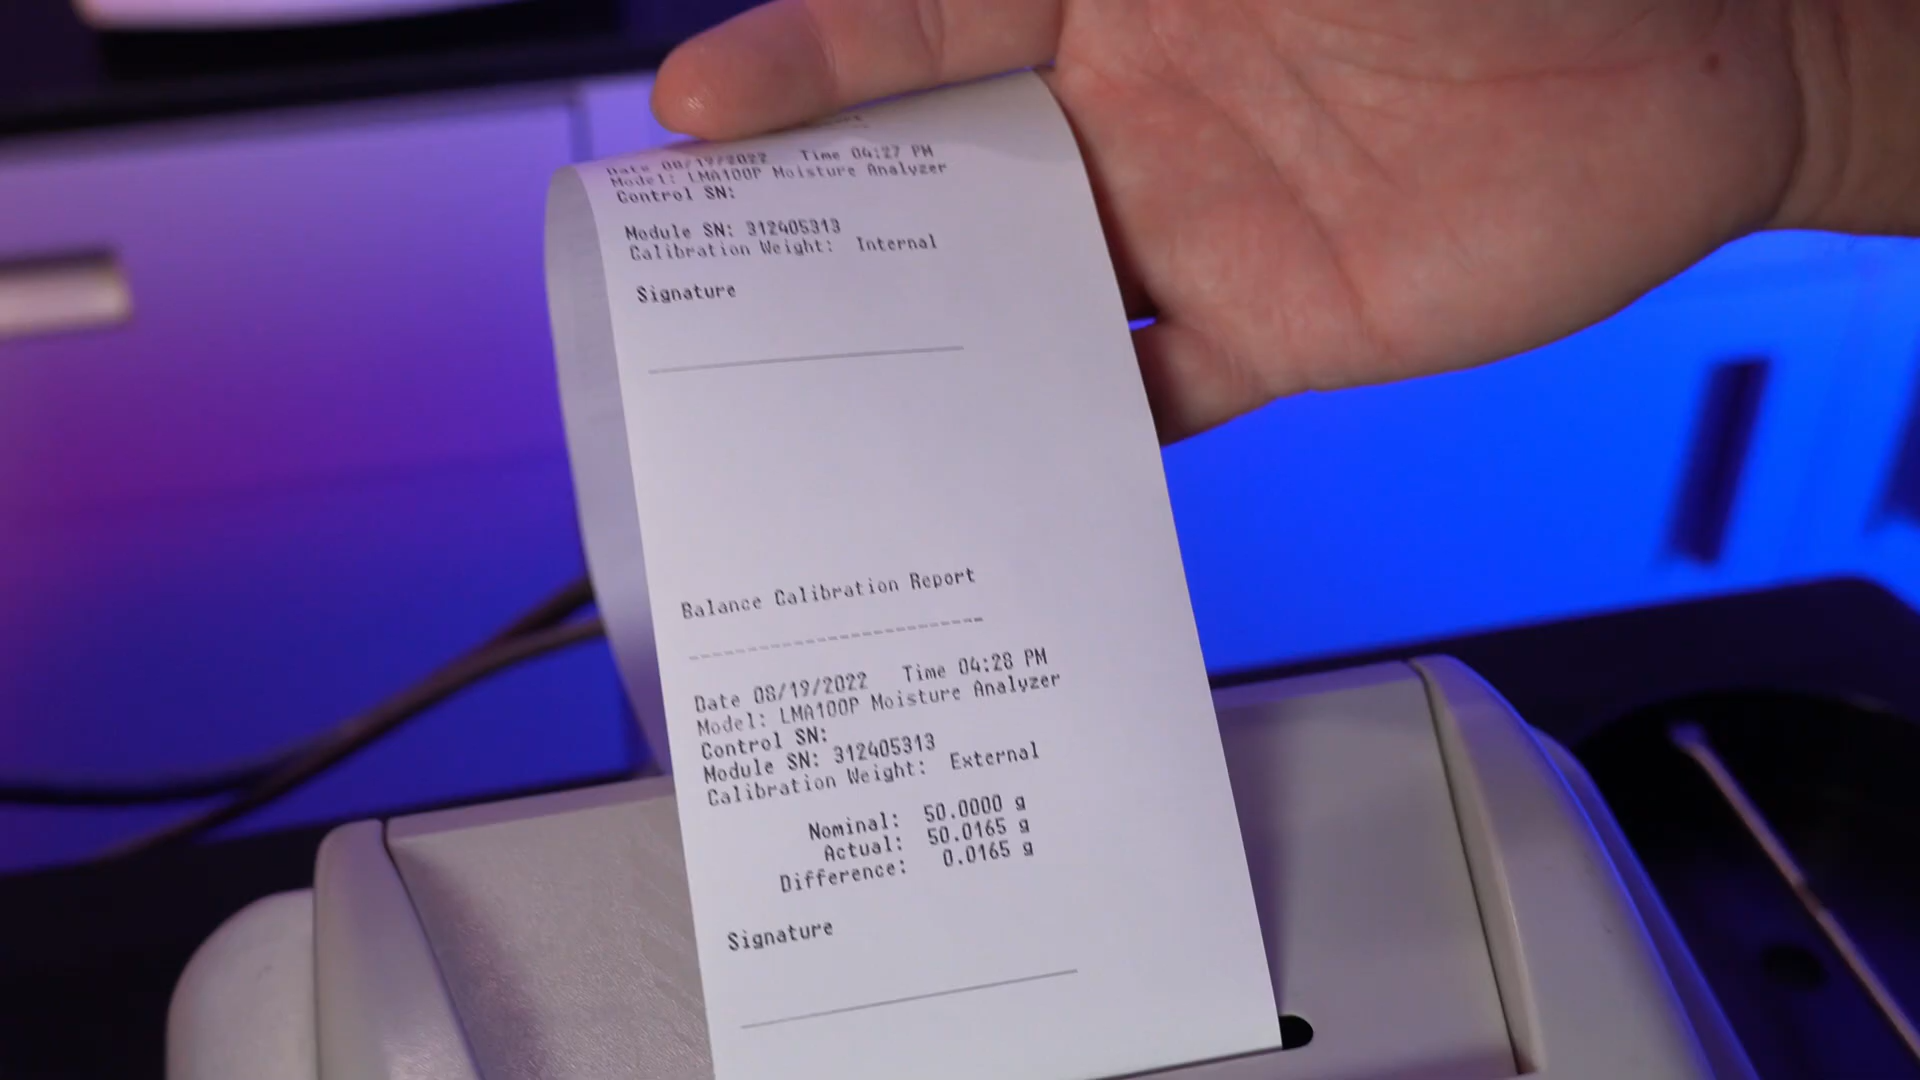 Date 08/19/2022 Time 04:27 PM
Model: LMA100P Moisture Analyzer
Control SN:
Module SN: 312405313
Calibration Weight: Internal
Signature
Balance Calibration Report
Date 08/19/2022 Time 04:28 PM
Model: LMA100P Moisture Analyzer
Control SN:
Module SN: 312405313
Calibration Weight: External
Nominal: 50.0000 g
Actual: 50.0165 g
Difference: 0.0165 g
Signature